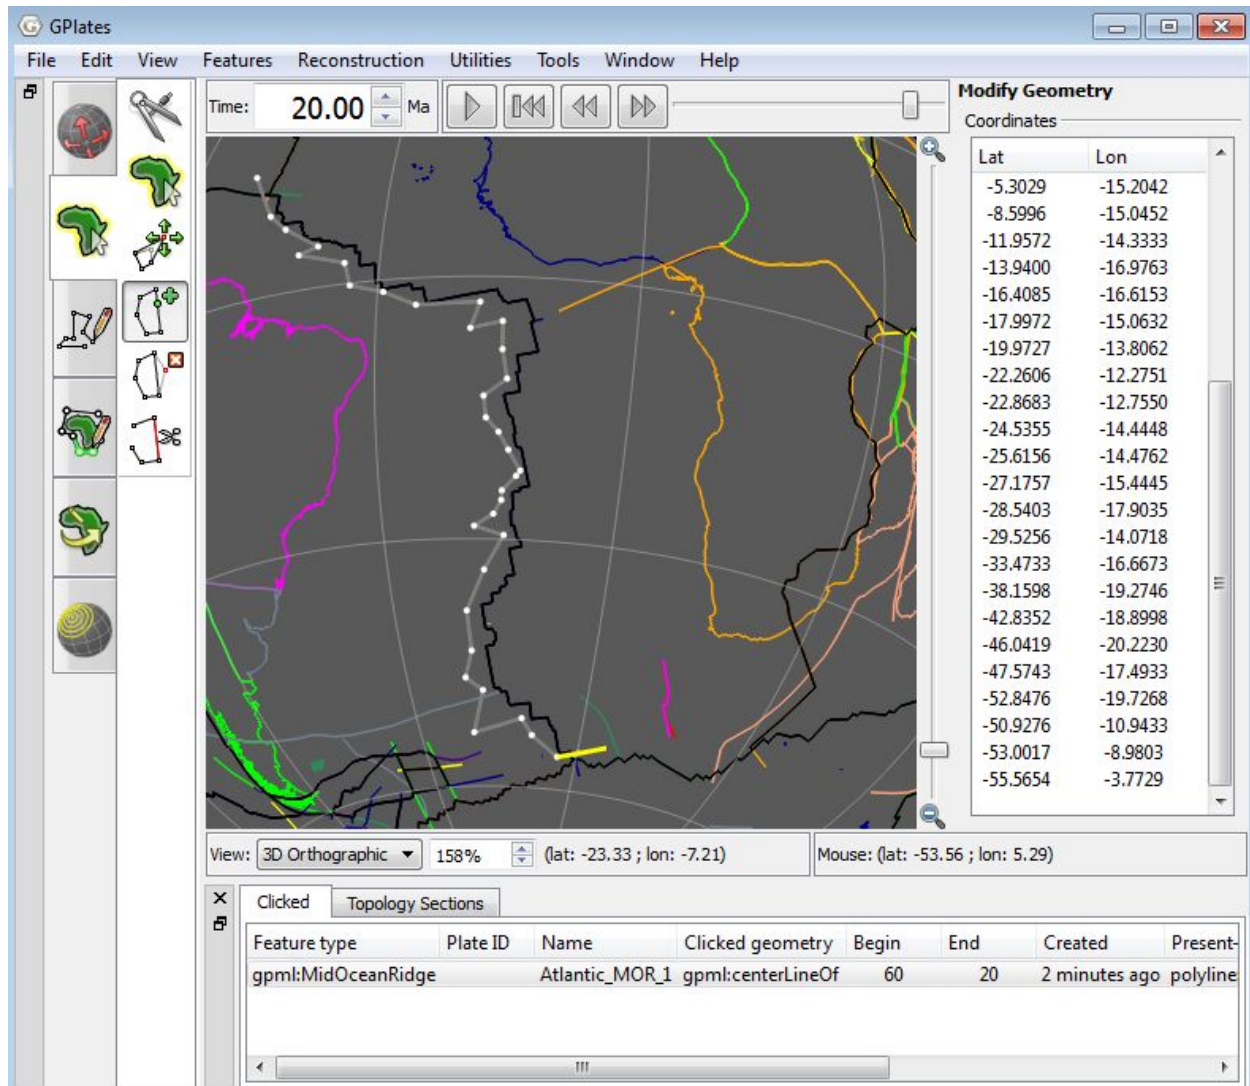 GPlates
File Edit View Features Reconstruction Utilities Tools Window Help
Time: 20.00 Ma
Modify Geometry
Coordinates
Lat Lon
-5.3029 -15.2042
-8.5996 -15.0452
-11.9572 -14.3333
-13.9400 -16.9763
-16.4085 -16.6153
-17.9972 -15.0632
-19.9727 -13.8062
-22.2606 -12.2751
-22.8683 -12.7550
-24.5355 -14.4448
-25.6156 -14.4762
-27.1757 -15.4445
-28.5403 -17.9035
-29.5256 -14.0718
-33.4733 -16.6673
-38.1598 -19.2746
-42.8352 -18.8998
-46.0419 -20.2230
-47.5743 -17.4933
-52.8476 -19.7268
-50.9276 -10.9433
-53.0017 -8.9803
-55.5654 -3.7729
View: 3D Orthographic 158% (lat: -23.33 ; lon: -7.21) Mouse: (lat: -53.56 ; lon: 5.29)
Clicked Topology Sections
Feature type Plate ID Name Clicked geometry Begin End Created Present-
gpml:MidOceanRidge Atlantic_MOR_1 gpml:centerLineOf 60 20 2 minutes ago polyline